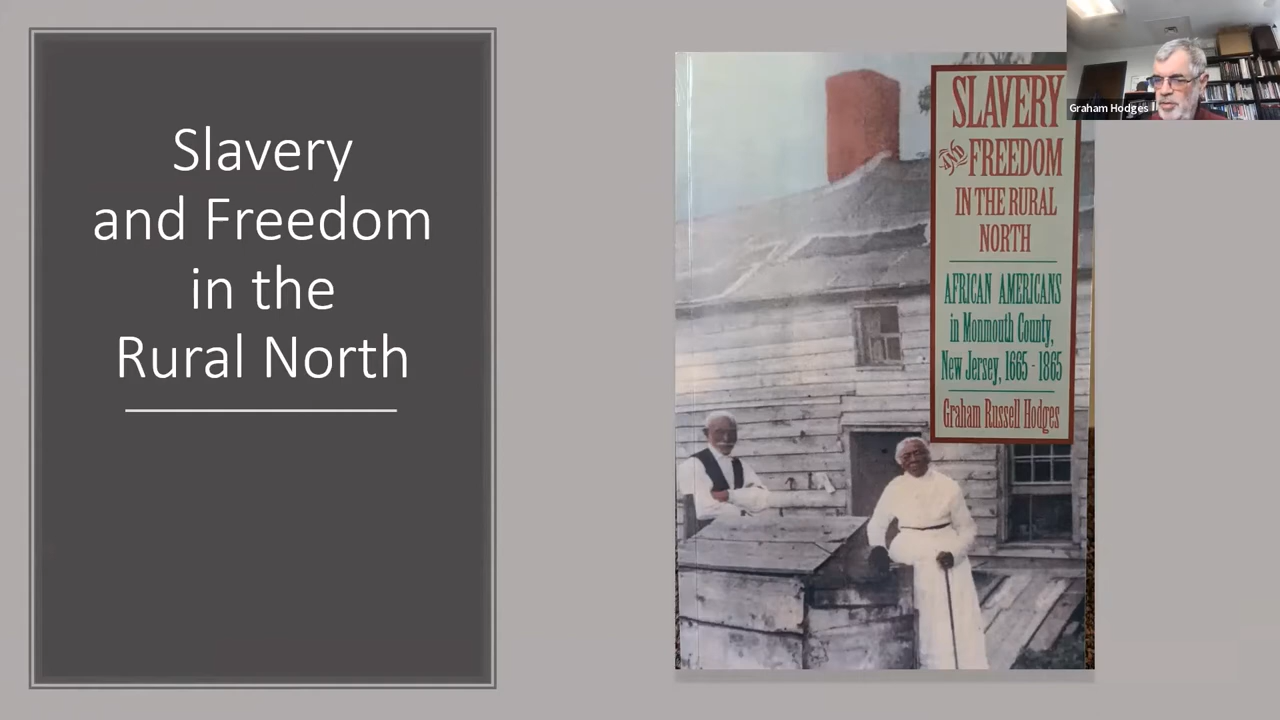 Slavery
and Freedom
in the
Rural North
SLAVERY
AND FREEDOM
IN THE RURAL
NORTH
AFRICAN AMERICANS
in Monmouth County,
New Jersey, 1665 - 1865
Graham Russell Hodges
Graham Hodges